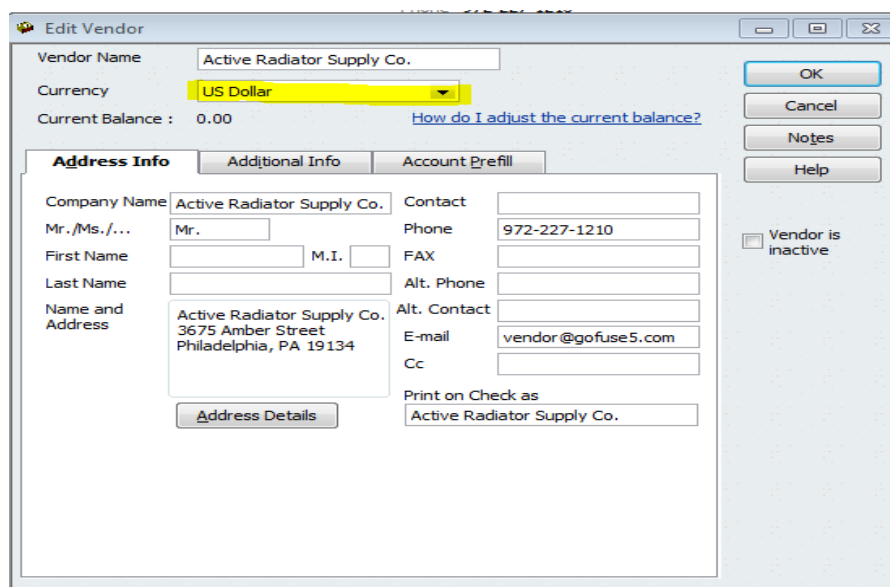 Edit Vendor
Vendor Name Active Radiator Supply Co.
OK
Currency US Dollar
Cancel
Current Balance : 0.00 How do I adjust the current balance?
Notes
Address Info Additional Info Account Prefill
Help
Company Name Active Radiator Supply Co. Contact
Mr./Ms./... Mr. Phone 972-227-1210
Vendor is
inactive
First Name M.I. FAX
Last Name Alt. Phone
Name and
Address
Active Radiator Supply Co.
3675 Amber Street
Philadelphia, PA 19134
Alt. Contact
E-mail vendor@gofuse5.com
Cc
Print on Check as
Address Details Active Radiator Supply Co.